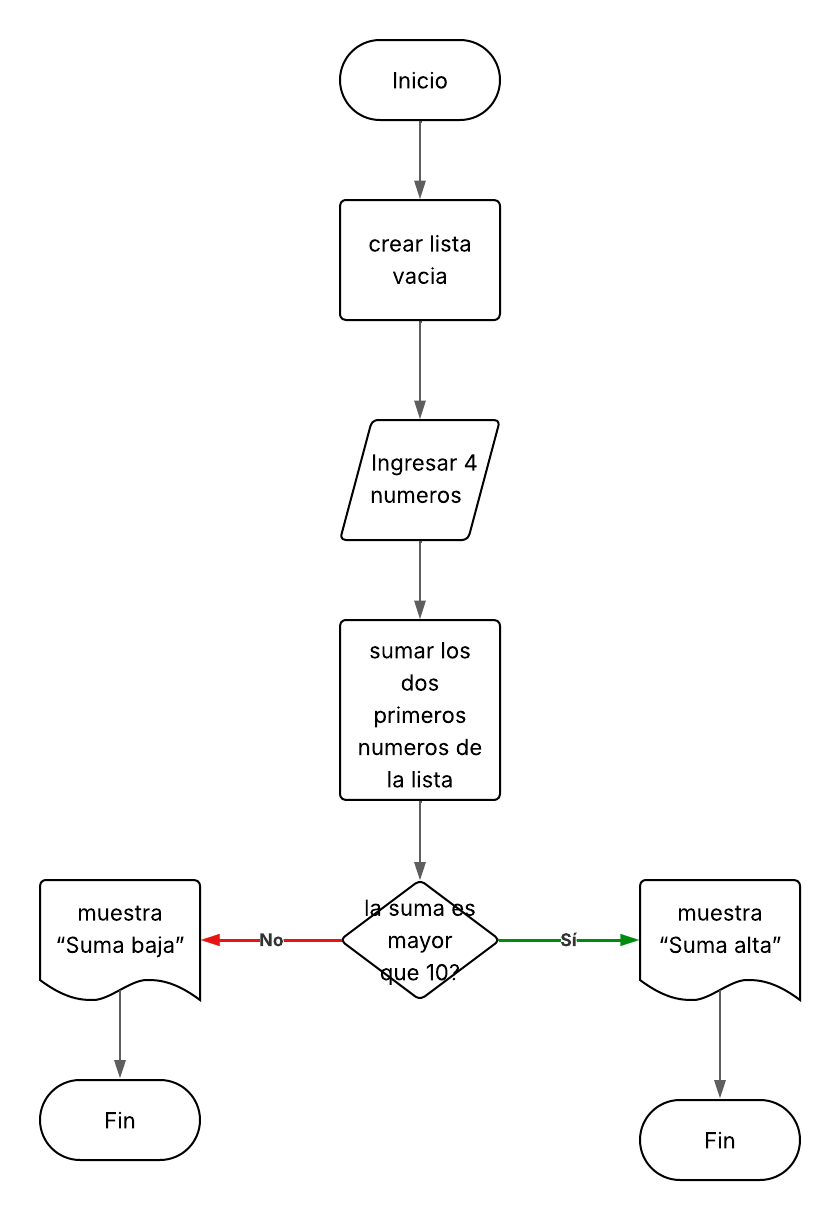 Inicio
crear lista
vacia
Ingresar 4
numeros
sumar los
dos
primeros
numeros de
la lista
la suma es
mayor
que 10?
No
Sí
muestra
“Suma baja”
muestra
“Suma alta”
Fin
Fin